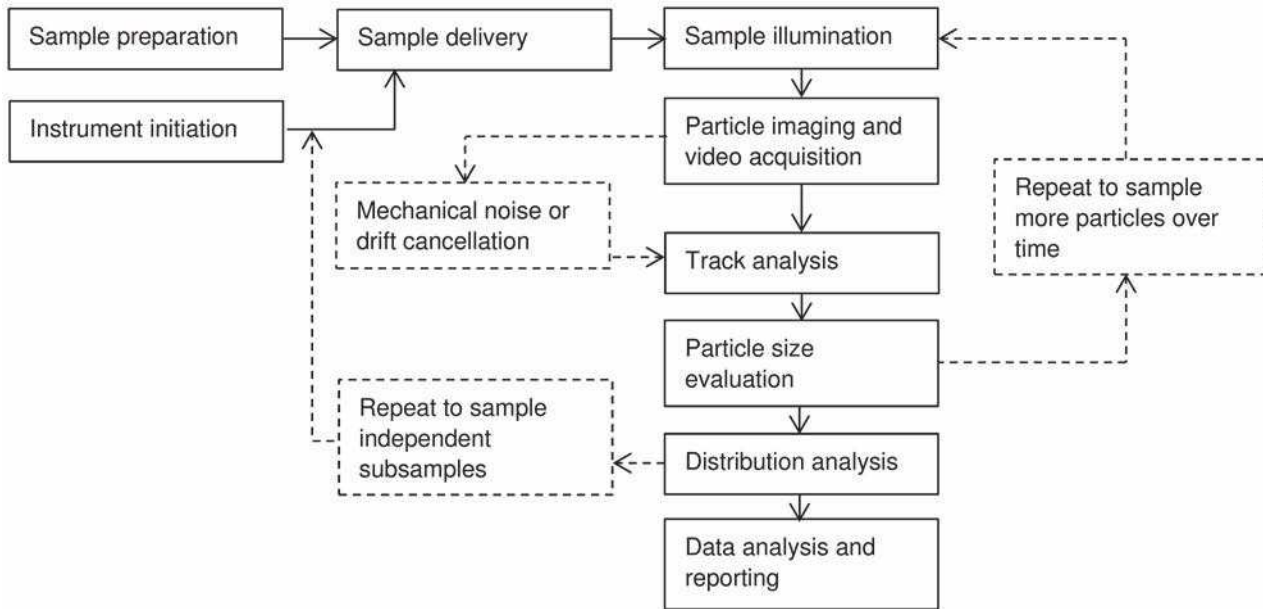 Sample preparation
Sample delivery
Sample illumination
Instrument initiation
Particle imaging and
video acquisition
Mechanical noise or
drift cancellation
Repeat to sample
more particles over
time
Track analysis
Particle size
evaluation
Repeat to sample
independent
subsamples
Distribution analysis
Data analysis and
reporting